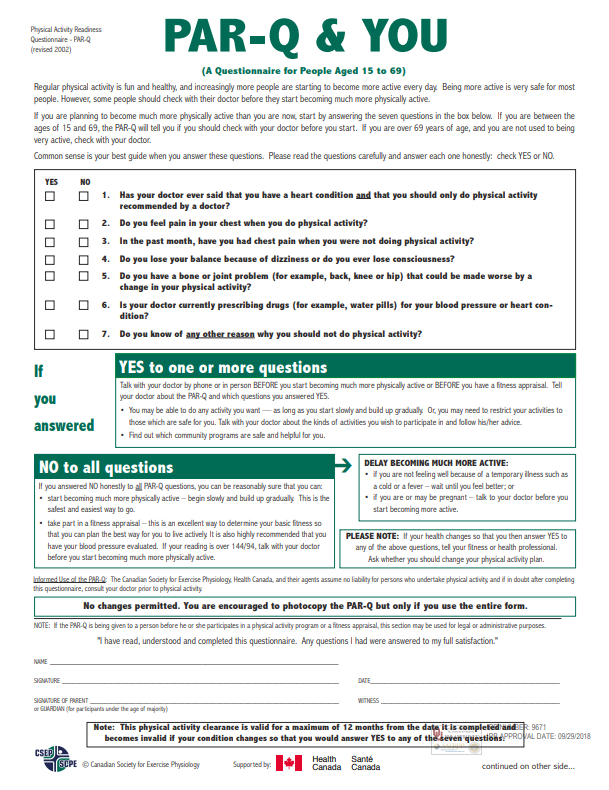 Physical Activity Readiness
Questionnaire - PAR-Q
(revised 2002)
PAR-Q & YOU
(A Questionnaire for People Aged 15 to 69)
Regular physical activity is fun and healthy, and increasingly more people are starting to become more active every day. Being more active is very safe for most
people. However, some people should check with their doctor before they start becoming much more physically active.
If you are planning to become much more physically active than you are now, start by answering the seven questions in the box below. If you are between the
ages of 15 and 69, the PAR-Q will tell you if you should check with your doctor before you start. If you are over 69 years of age, and you are not used to being
very active, check with your doctor.
Common sense is your best guide when you answer these questions. Please read the questions carefully and answer each one honestly: check YES or NO.
YES NO
1. Has your doctor ever said that you have a heart condition and that you should only do physical activity
recommended by a doctor?
2. Do you feel pain in your chest when you do physical activity?
3. In the past month, have you had chest pain when you were not doing physical activity?
4. Do you lose your balance because of dizziness or do you ever lose consciousness?
5. Do you have a bone or joint problem (for example, back, knee or hip) that could be made worse by a
change in your physical activity?
6. Is your doctor currently prescribing drugs (for example, water pills) for your blood pressure or heart con-
dition?
7. Do you know of any other reason why you should not do physical activity?
If
you
answered
YES to one or more questions
Talk with your doctor by phone or in person BEFORE you start becoming much more physically active or BEFORE you have a fitness appraisal. Tell
your doctor about the PAR-Q and which questions you answered YES.
• You may be able to do any activity you want — as long as you start slowly and build up gradually. Or, you may need to restrict your activities to
those which are safe for you. Talk with your doctor about the kinds of activities you wish to participate in and follow his/her advice.
• Find out which community programs are safe and helpful for you.
NO to all questions
If you answered NO honestly to all PAR-Q questions, you can be reasonably sure that you can:
• start becoming much more physically active – begin slowly and build up gradually. This is the
safest and easiest way to go.
• take part in a fitness appraisal – this is an excellent way to determine your basic fitness so
that you can plan the best way for you to live actively. It is also highly recommended that you
have your blood pressure evaluated. If your reading is over 144/94, talk with your doctor
before you start becoming much more physically active.
DELAY BECOMING MUCH MORE ACTIVE:
• if you are not feeling well because of a temporary illness such as
a cold or a fever – wait until you feel better; or
• if you are or may be pregnant – talk to your doctor before you
start becoming more active.
PLEASE NOTE: If your health changes so that you then answer YES to
any of the above questions, tell your fitness or health professional.
Ask whether you should change your physical activity plan.
Informed Use of the PAR-Q: The Canadian Society for Exercise Physiology, Health Canada, and their agents assume no liability for persons who undertake physical activity, and if in doubt after completing
this questionnaire, consult your doctor prior to physical activity.
No changes permitted. You are encouraged to photocopy the PAR-Q but only if you use the entire form.
NOTE: If the PAR-Q is being given to a person before he or she participates in a physical activity program or a fitness appraisal, this section may be used for legal or administrative purposes.
"I have read, understood and completed this questionnaire. Any questions I had were answered to my full satisfaction."
NAME
SIGNATURE DATE
SIGNATURE OF PARENT WITNESS
or GUARDIAN (for participants under the age of majority)
Note: This physical activity clearance is valid for a maximum of 12 months from the date it is completed and
becomes invalid if your condition changes so that you would answer YES to any of the seven questions.
9671
APPROVAL DATE: 09/29/2018
CSEP
SCPE
© Canadian Society for Exercise Physiology
Supported by:
Health
Canada
Santé
Canada
continued on other side...